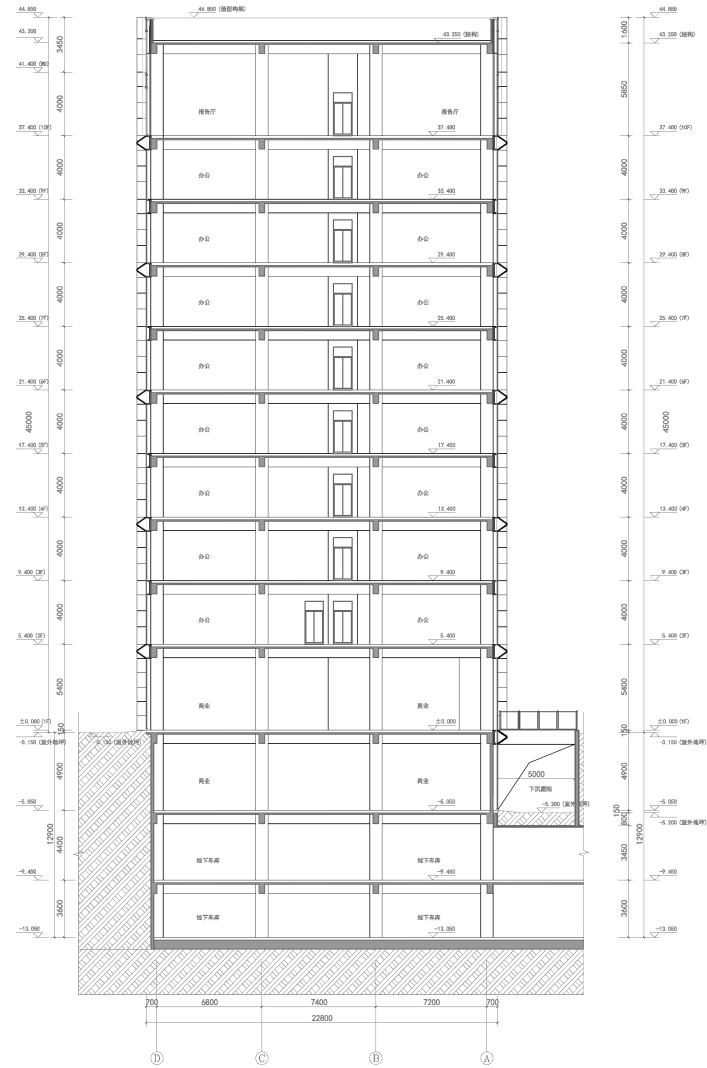 44.850
44.850 (造型构架)
44.850
43.300
43.250 (结构)
43.250 (结构)
1600
3450
41.400
4000
5850
报告厅
报告厅
37.400 (10F)
37.400
37.400 (10F)
4000
办公
办公
4000
33.400 (9F)
33.400
33.400 (9F)
4000
办公
办公
4000
29.400 (8F)
29.400
29.400 (8F)
4000
办公
办公
4000
25.400 (7F)
25.400
25.400 (7F)
4000
办公
办公
4000
21.400 (6F)
21.400
21.400 (6F)
45000
4000
办公
办公
4000
45000
17.400 (5F)
17.400
17.400 (5F)
4000
办公
办公
4000
13.400 (4F)
13.400
13.400 (4F)
4000
办公
办公
4000
9.400 (3F)
9.400
9.400 (3F)
4000
办公
办公
4000
5.400 (2F)
5.400
5.400 (2F)
5400
商业
商业
5400
±0.000 (1F)
±0.000
±0.000 (1F)
150
150
-0.150 (室外地坪)
-0.150 (室外地坪)
-0.150 (室外地坪)
4900
商业
商业
5000
下沉庭院
4900
-5.050
-5.050
-5.200 (室外地坪)
-5.050
150
800
-5.200 (室外地坪)
12900
4400
地下车库
地下车库
3450
12900
-9.450
-9.450
-9.450
3600
地下车库
地下车库
3600
-13.050
-13.050
-13.050
700
6800
7400
7200
700
22800
D
C
B
A